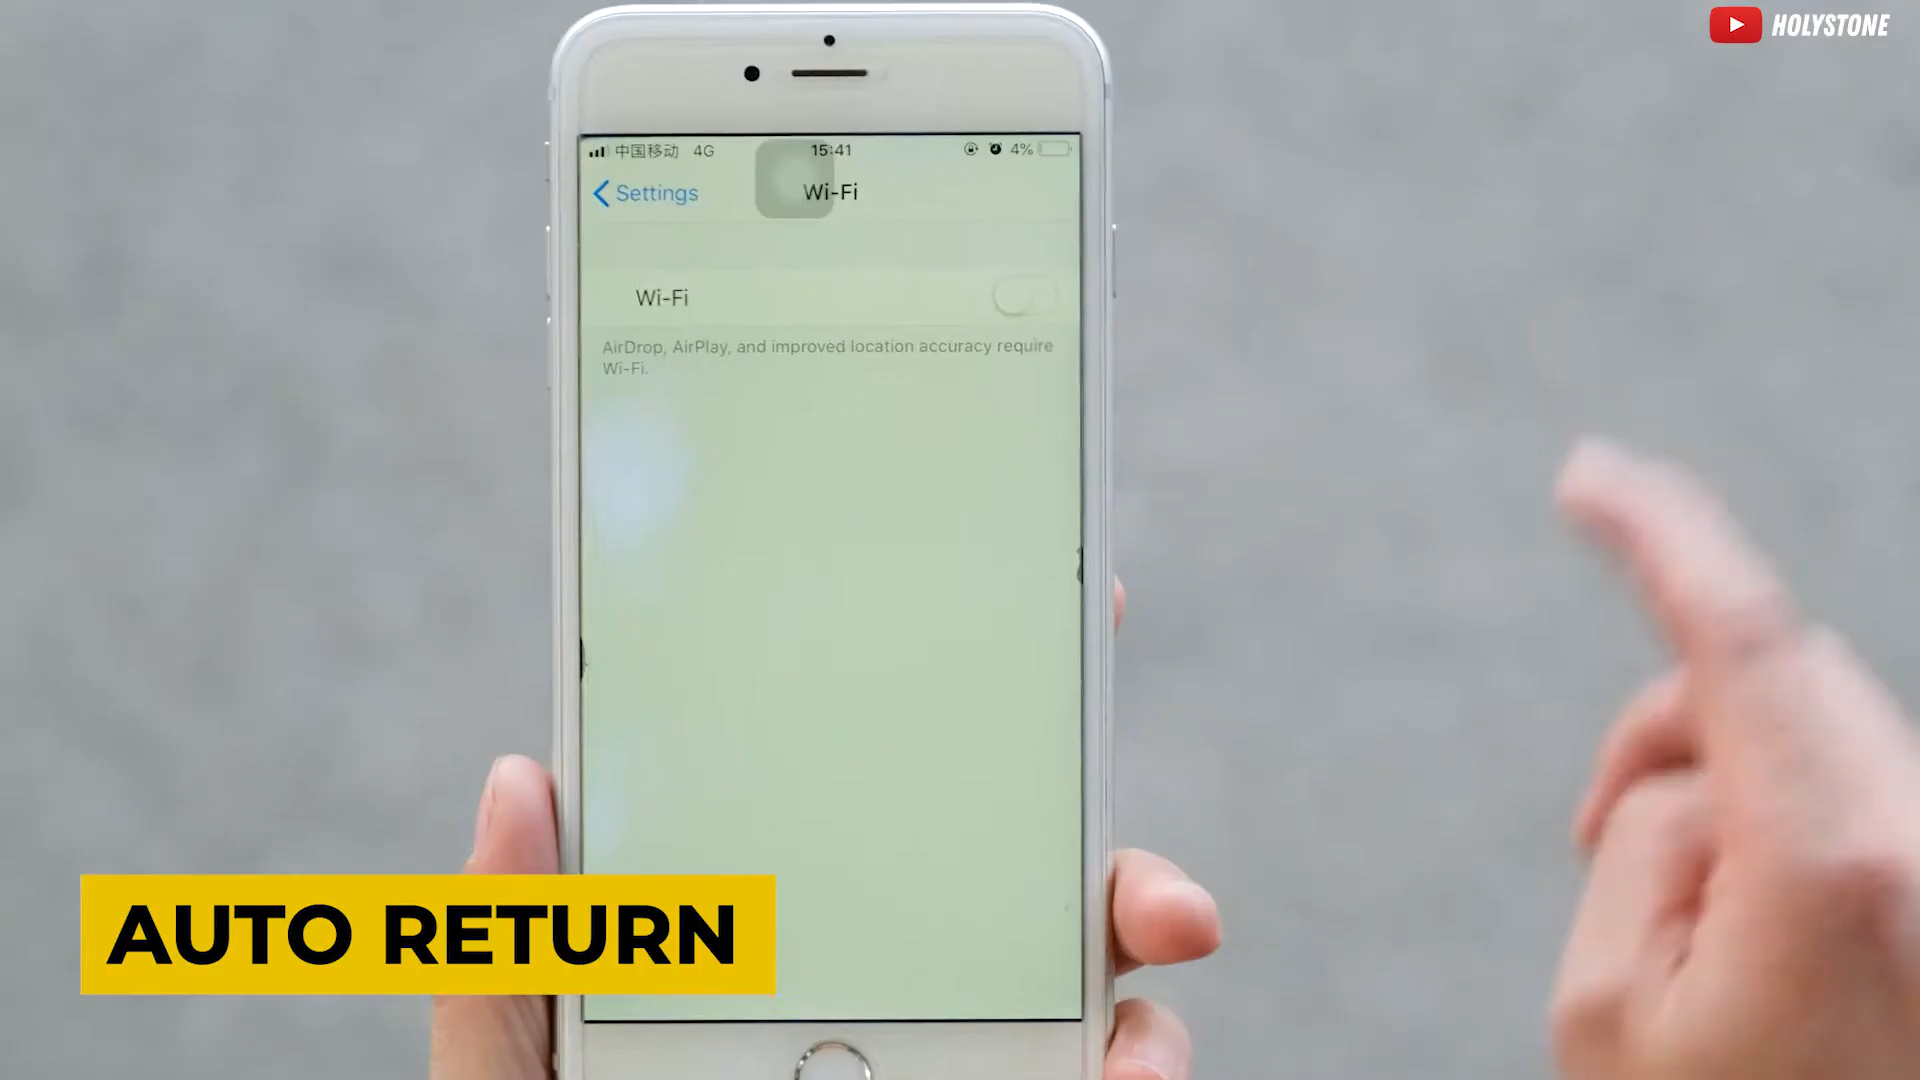 HOLYSTONE
中国移动 4G 15:41 4%
Settings Wi-Fi
Wi-Fi
AirDrop, AirPlay, and improved location accuracy require
Wi-Fi.
AUTO RETURN